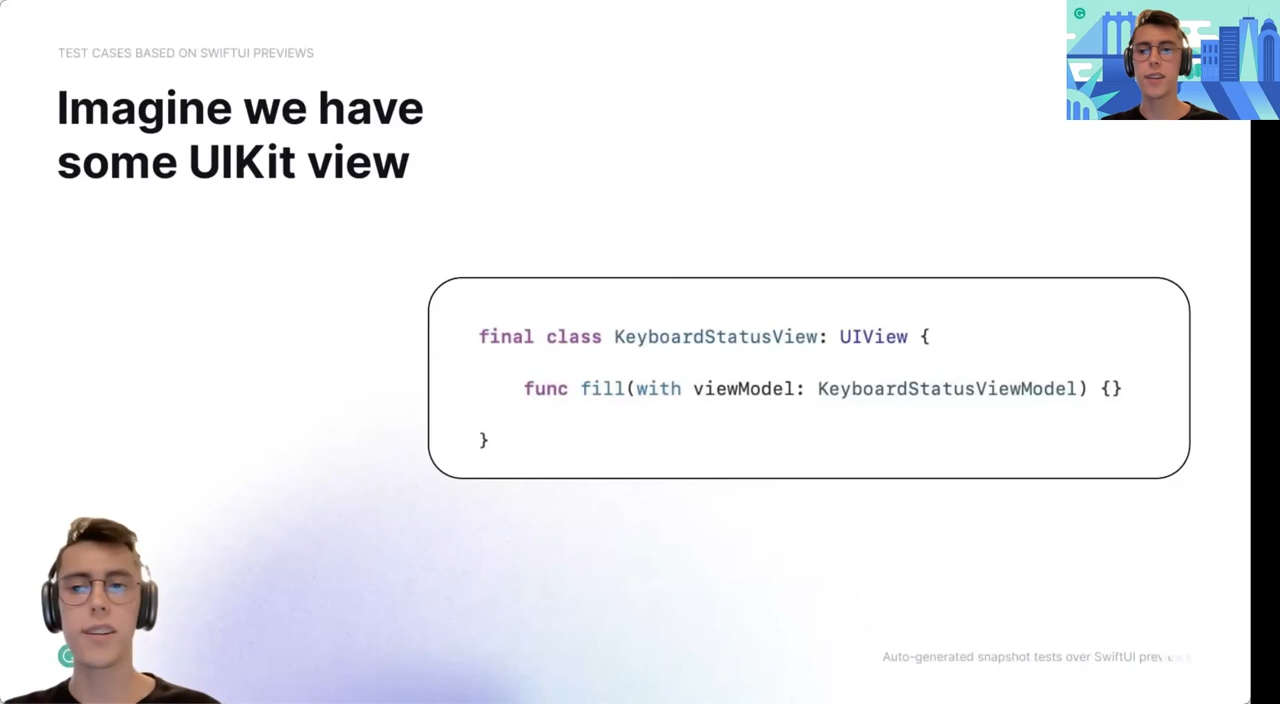 TEST CASES BASED ON SWIFTUI PREVIEWS
Imagine we have
some UIKit view
final class KeyboardStatusView: UIView {
func fill(with viewModel: KeyboardStatusViewModel) {}
}
Auto-generated snapshot tests over SwiftUI previews